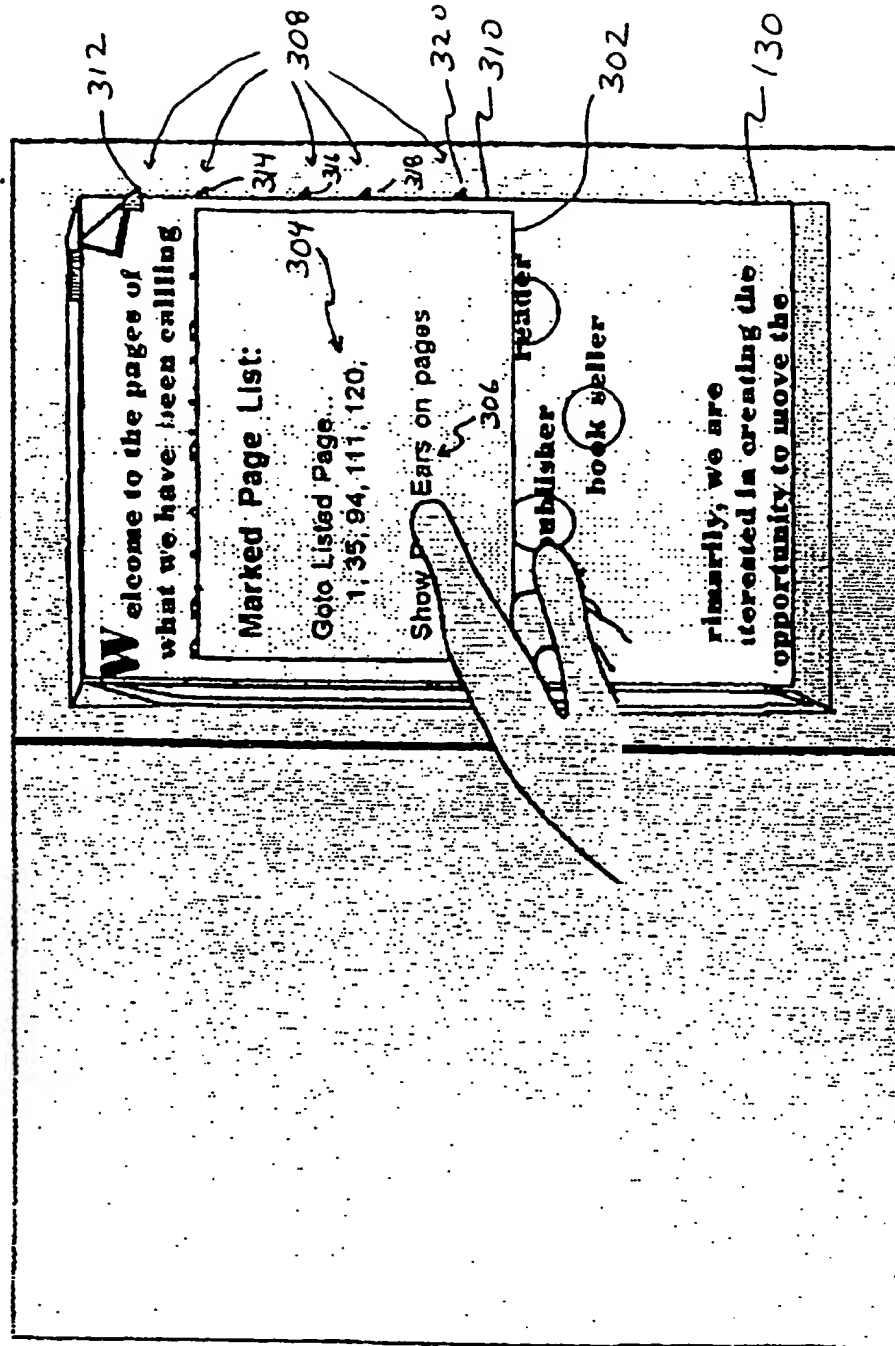 312
308
320
310
302
130
314
316
318
Welcome to the pages of
what we have been callling
Marked Page List:
304
Goto Listed Page...
1, 35, 94, 111, 120,
Show Ears on pages
306
reader
ublisher
book seller
rimarily, we are
terested in creating the
opportunity to move the